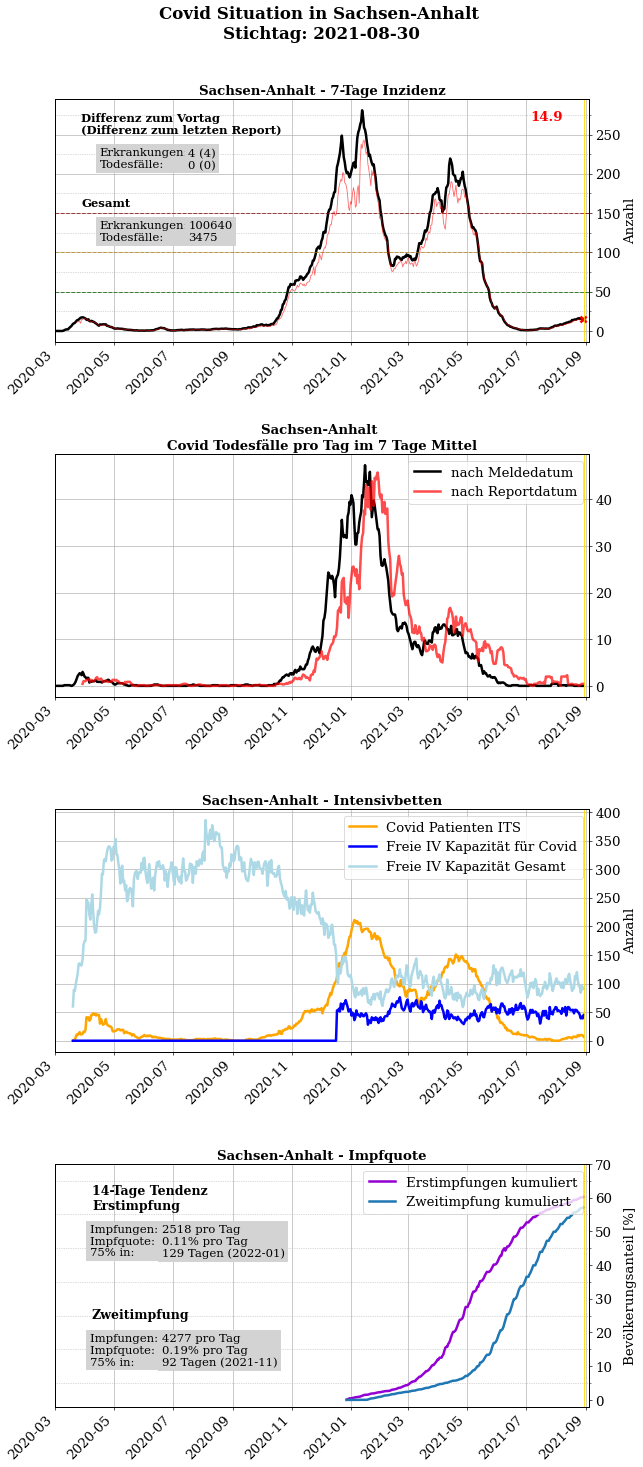 Covid Situation in Sachsen-Anhalt
Stichtag: 2021-08-30
Sachsen-Anhalt - 7-Tage Inzidenz
Differenz zum Vortag
(Differenz zum letzten Report)
Erkrankungen 4 (4)
Todesfälle: 0 (0)
Gesamt
Erkrankungen 100640
Todesfälle: 3475
14.9
250
200
150
100
50
0
Anzahl
2020-03
2020-05
2020-07
2020-09
2020-11
2021-01
2021-03
2021-05
2021-07
2021-09
Sachsen-Anhalt
Covid Todesfälle pro Tag im 7 Tage Mittel
nach Meldedatum
nach Reportdatum
40
30
20
10
0
2020-03
2020-05
2020-07
2020-09
2020-11
2021-01
2021-03
2021-05
2021-07
2021-09
Sachsen-Anhalt - Intensivbetten
Covid Patienten ITS
Freie IV Kapazität für Covid
Freie IV Kapazität Gesamt
400
350
300
250
200
150
100
50
0
Anzahl
2020-03
2020-05
2020-07
2020-09
2020-11
2021-01
2021-03
2021-05
2021-07
2021-09
Sachsen-Anhalt - Impfquote
14-Tage Tendenz
Erstimpfung
Impfungen: 2518 pro Tag
Impfquote: 0.11% pro Tag
75% in: 129 Tagen (2022-01)
Zweitimpfung
Impfungen: 4277 pro Tag
Impfquote: 0.19% pro Tag
75% in: 92 Tagen (2021-11)
Erstimpfungen kumuliert
Zweitimpfung kumuliert
70
60
50
40
30
20
10
0
Bevölkerungsanteil [%]
2020-03
2020-05
2020-07
2020-09
2020-11
2021-01
2021-03
2021-05
2021-07
2021-09